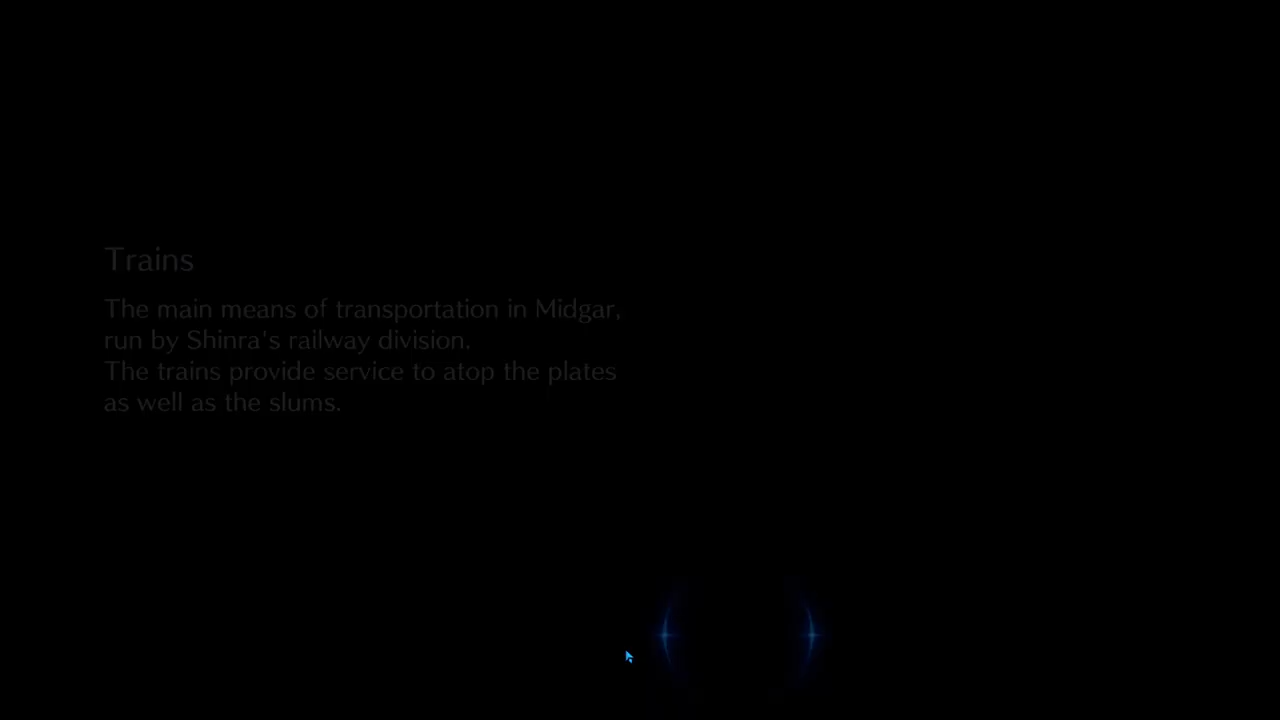 Trains
The main means of transportation in Midgar,
run by Shinra's railway division.
The trains provide service to atop the plates
as well as the slums.